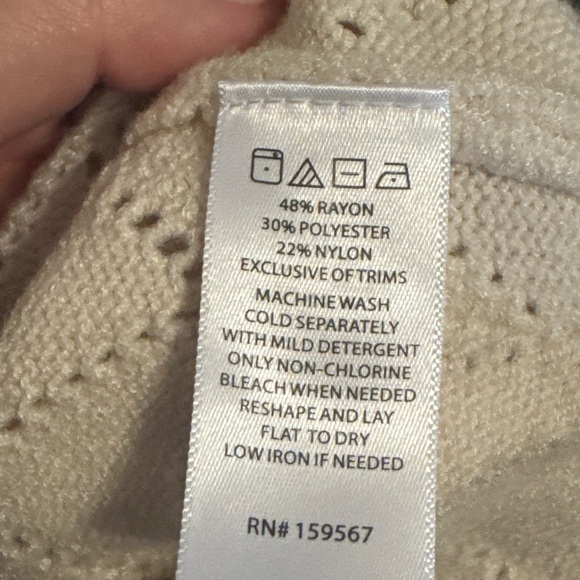 48% RAYON
30% POLYESTER
22% NYLON
EXCLUSIVE OF TRIMS
MACHINE WASH
COLD SEPARATELY
WITH MILD DETERGENT
ONLY NON-CHLORINE
BLEACH WHEN NEEDED
RESHAPE AND LAY
FLAT TO DRY
LOW IRON IF NEEDED
RN# 159567